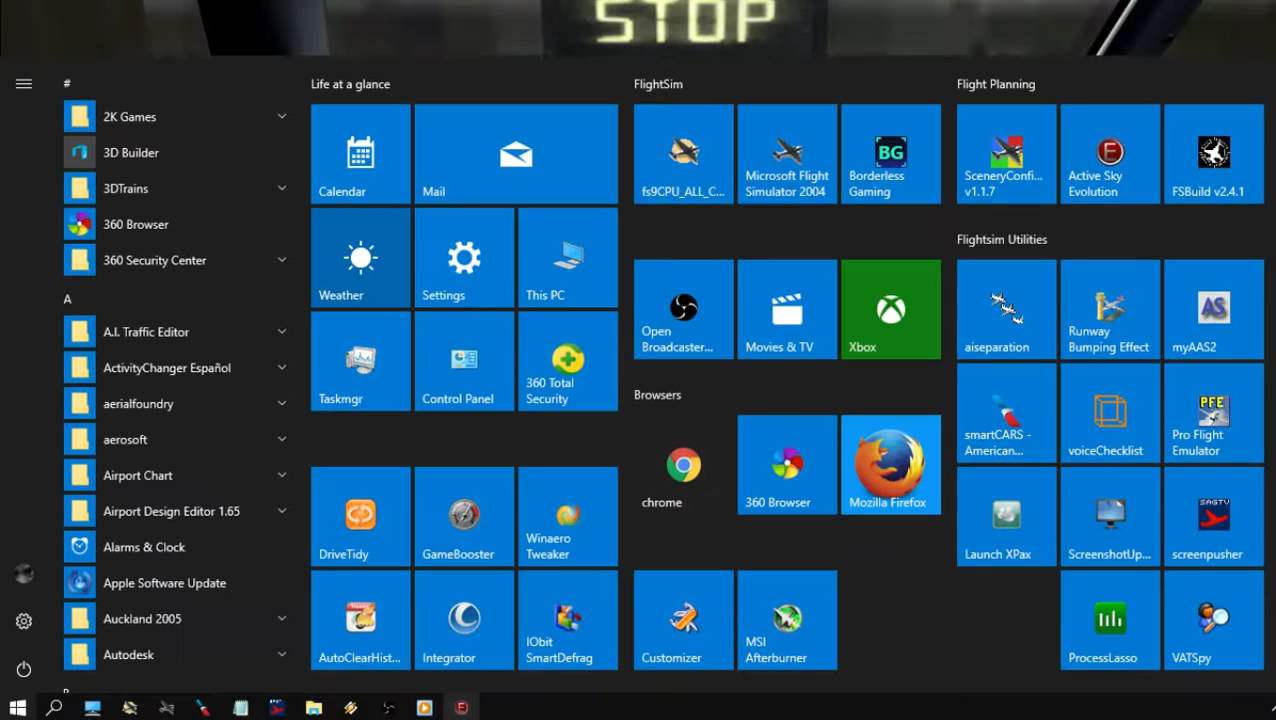 STOP
#
2K Games
3D Builder
3DTrains
360 Browser
360 Security Center
A
A.I. Traffic Editor
ActivityChanger Español
aerialfoundry
aerosoft
Airport Chart
Airport Design Editor 1.65
Alarms & Clock
Apple Software Update
Auckland 2005
Autodesk
Life at a glance
Calendar
Mail
Weather
Settings
This PC
Taskmgr
Control Panel
360 Total
Security
DriveTidy
GameBooster
Winaero
Tweaker
AutoClearHist...
Integrator
IObit
SmartDefrag
FlightSim
fs9CPU_ALL_C...
Microsoft Flight
Simulator 2004
BG
Borderless
Gaming
Open
Broadcaster...
Movies & TV
Xbox
Browsers
chrome
360 Browser
Mozilla Firefox
Customizer
MSI
Afterburner
Flight Planning
SceneryConfi...
v1.1.7
E
Active Sky
Evolution
FSBuild v2.4.1
Flightsim Utilities
aiseparation
Runway
Bumping Effect
AS
myAAS2
smartCARS -
American...
voiceChecklist
PFE
Pro Flight
Emulator
Launch XPax
ScreenshotUp...
SAGTV
screenpusher
ProcessLasso
VATSpy